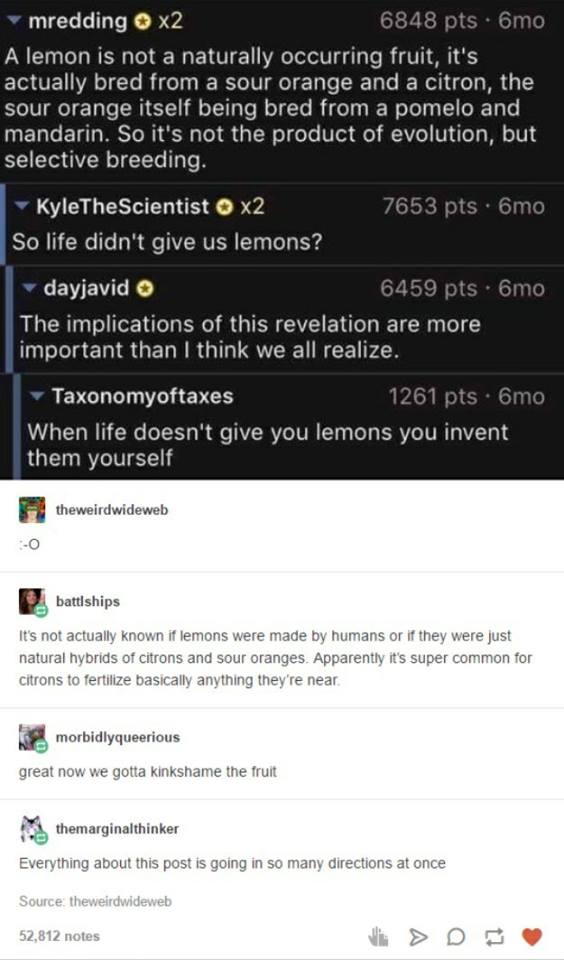 mredding x2 6848 pts · 6mo
A lemon is not a naturally occurring fruit, it's
actually bred from a sour orange and a citron, the
sour orange itself being bred from a pomelo and
mandarin. So it's not the product of evolution, but
selective breeding.
KyleTheScientist x2 7653 pts · 6mo
So life didn't give us lemons?
dayjavid 6459 pts · 6mo
The implications of this revelation are more
important than I think we all realize.
Taxonomyoftaxes 1261 pts · 6mo
When life doesn't give you lemons you invent
them yourself
theweirdwideweb
:-O
battlships
It's not actually known if lemons were made by humans or if they were just
natural hybrids of citrons and sour oranges. Apparently it's super common for
citrons to fertilize basically anything they're near.
morbidlyqueerious
great now we gotta kinkshame the fruit
themarginalthinker
Everything about this post is going in so many directions at once
Source: theweirdwideweb
52,812 notes